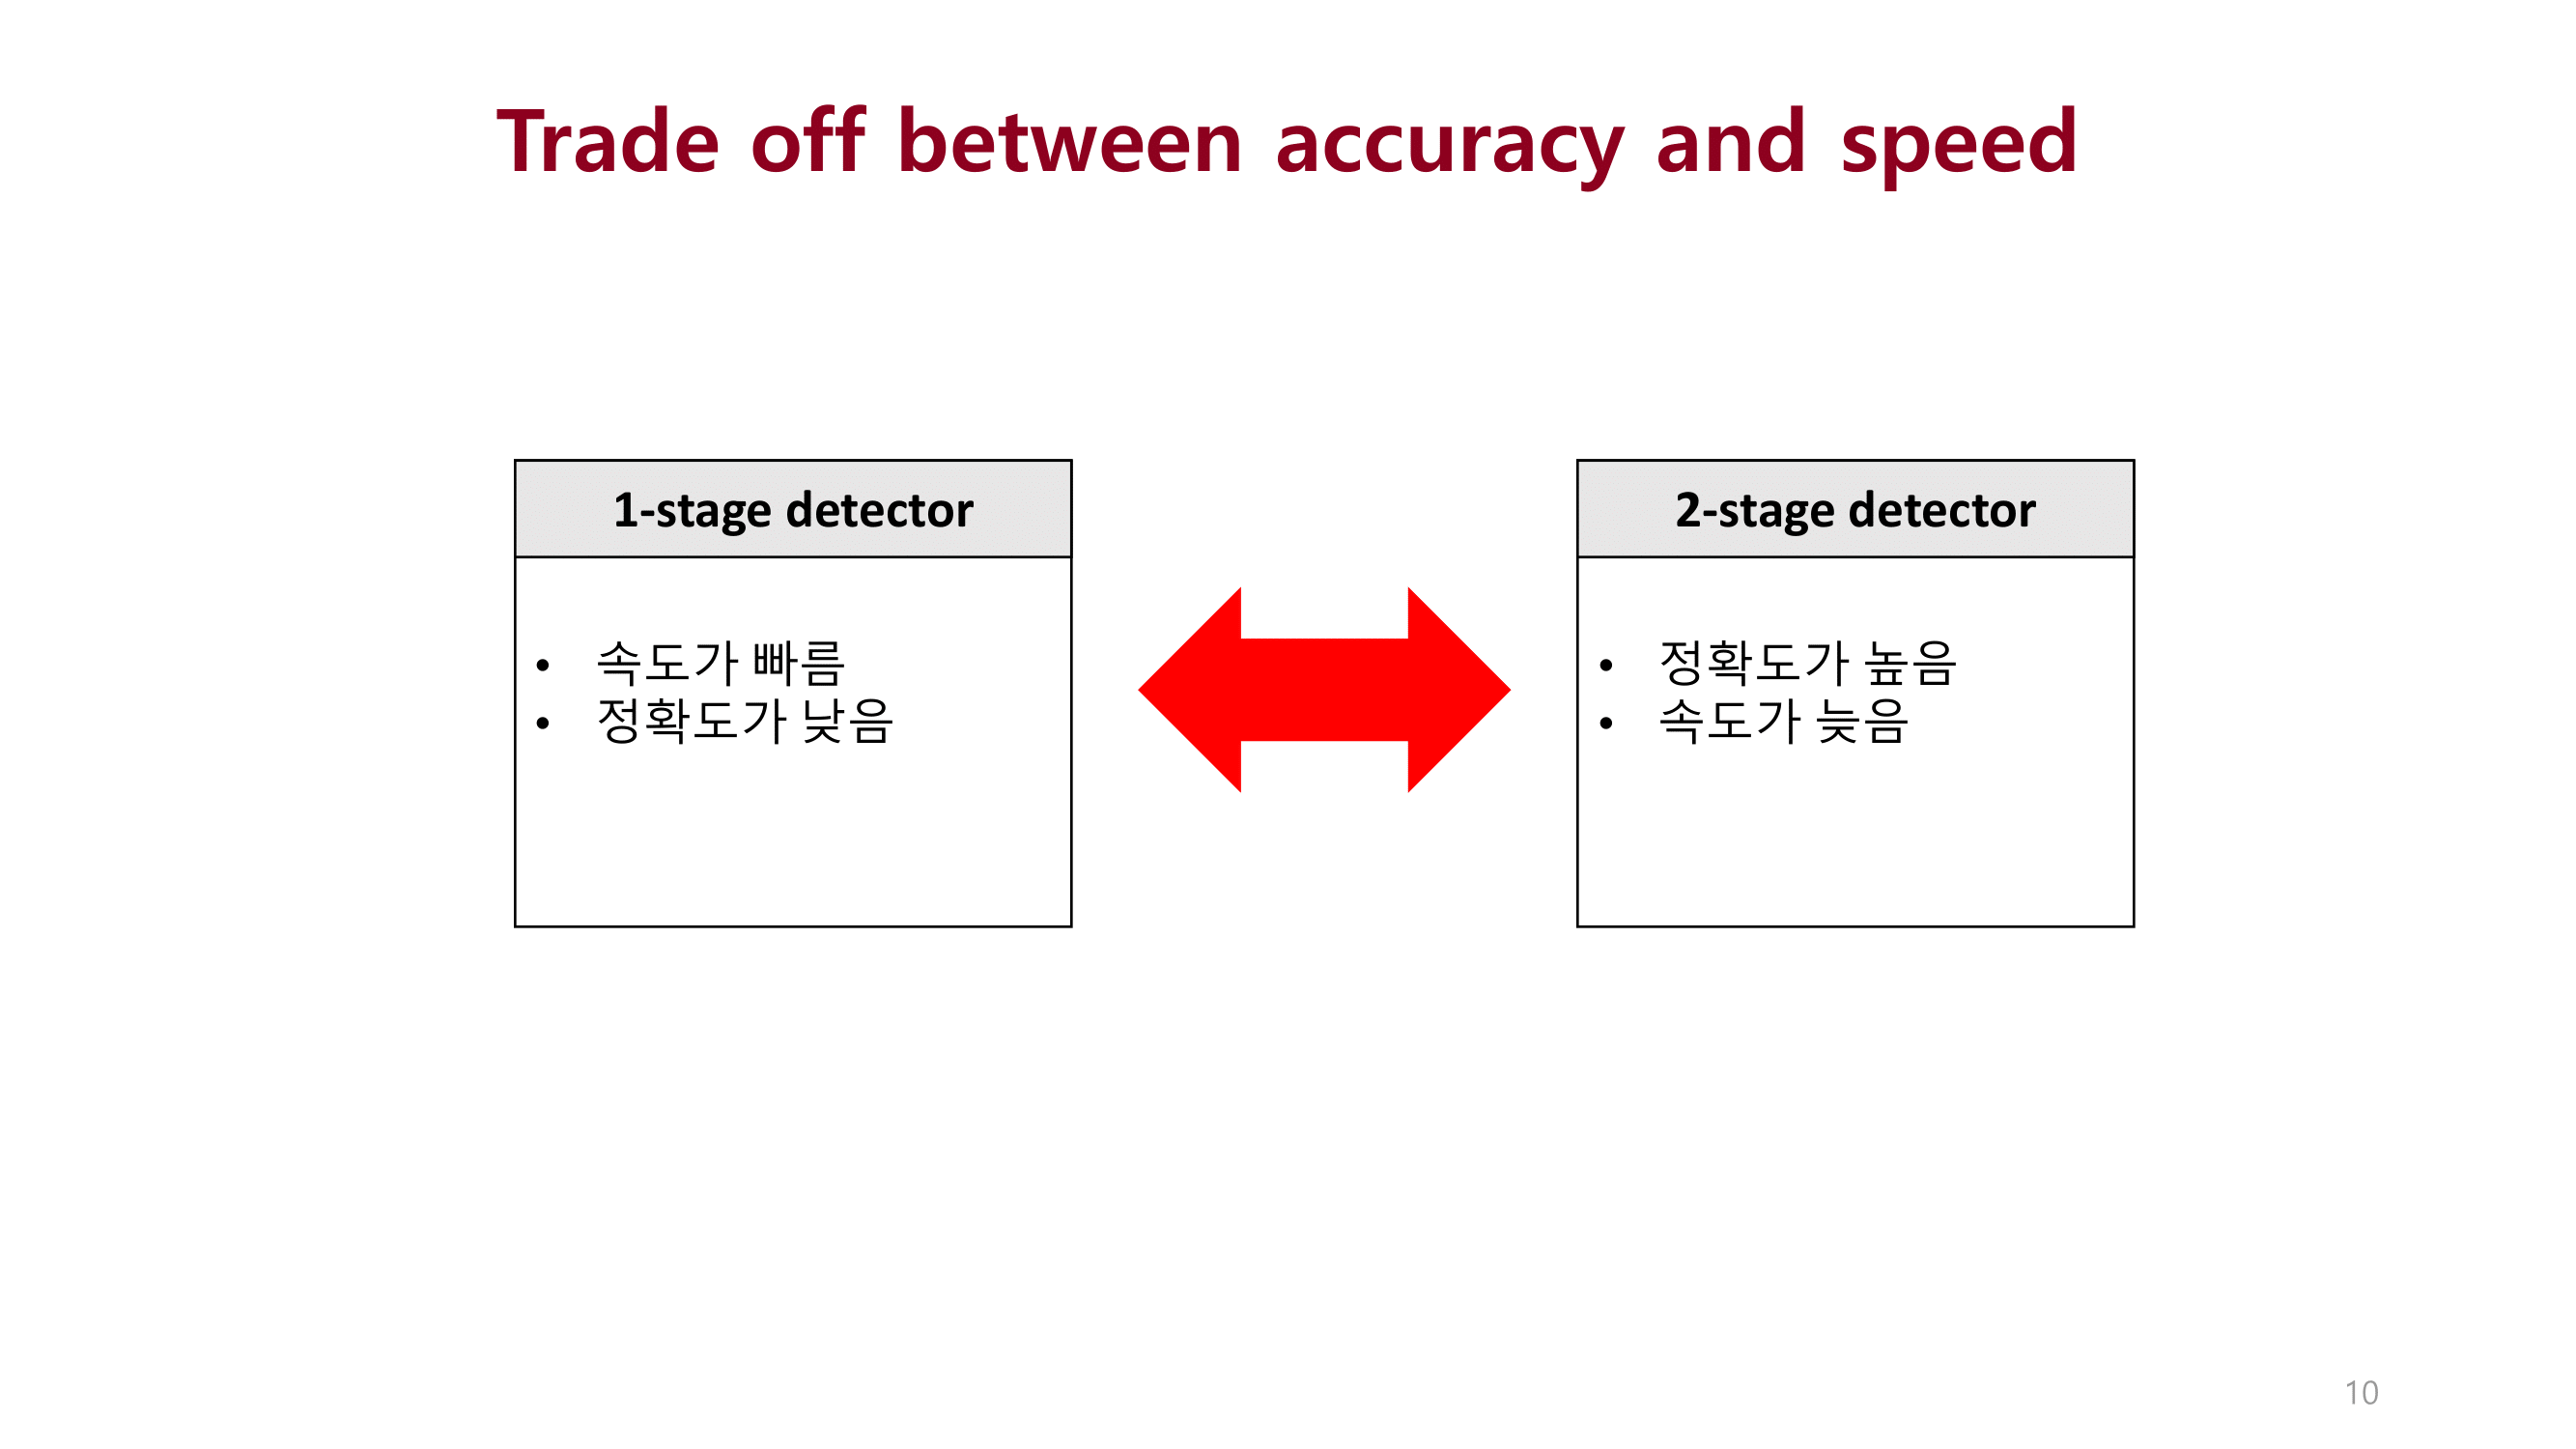 Trade off between accuracy and speed
1-stage detector
• 속도가 빠름
• 정확도가 낮음
2-stage detector
• 정확도가 높음
• 속도가 늦음
10